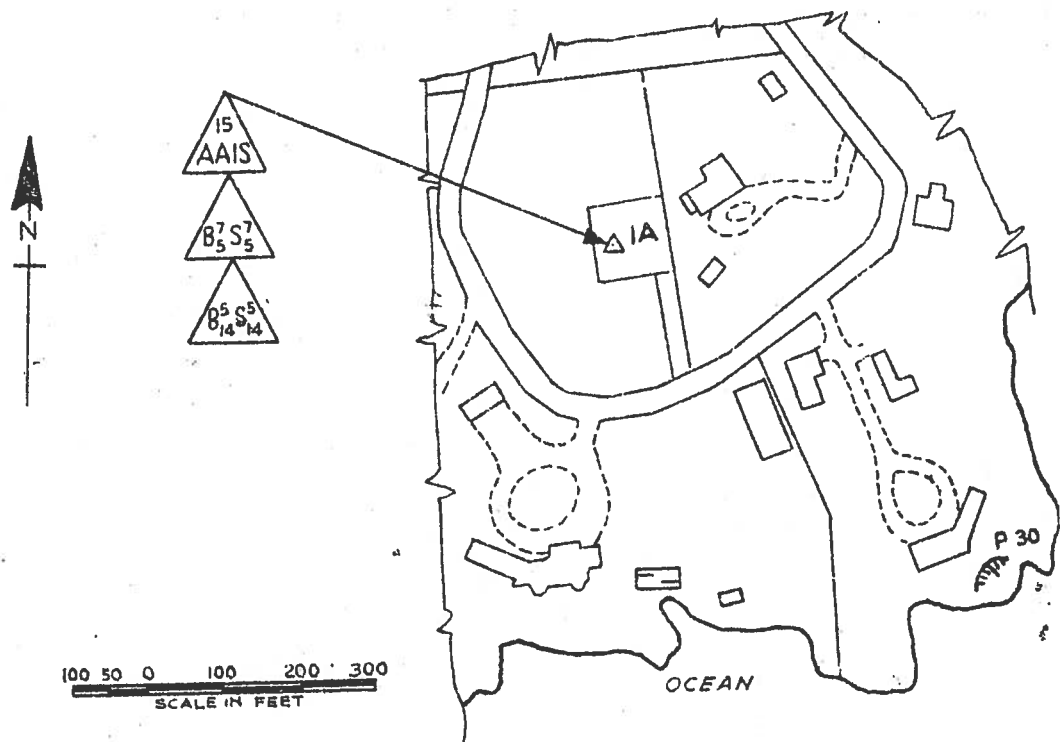 15
AAIS
B⁷₅S⁷₅
B⁵₁₄S⁵₁₄
N
1A
P 30
100 50 0 100 200 300
SCALE IN FEET
OCEAN